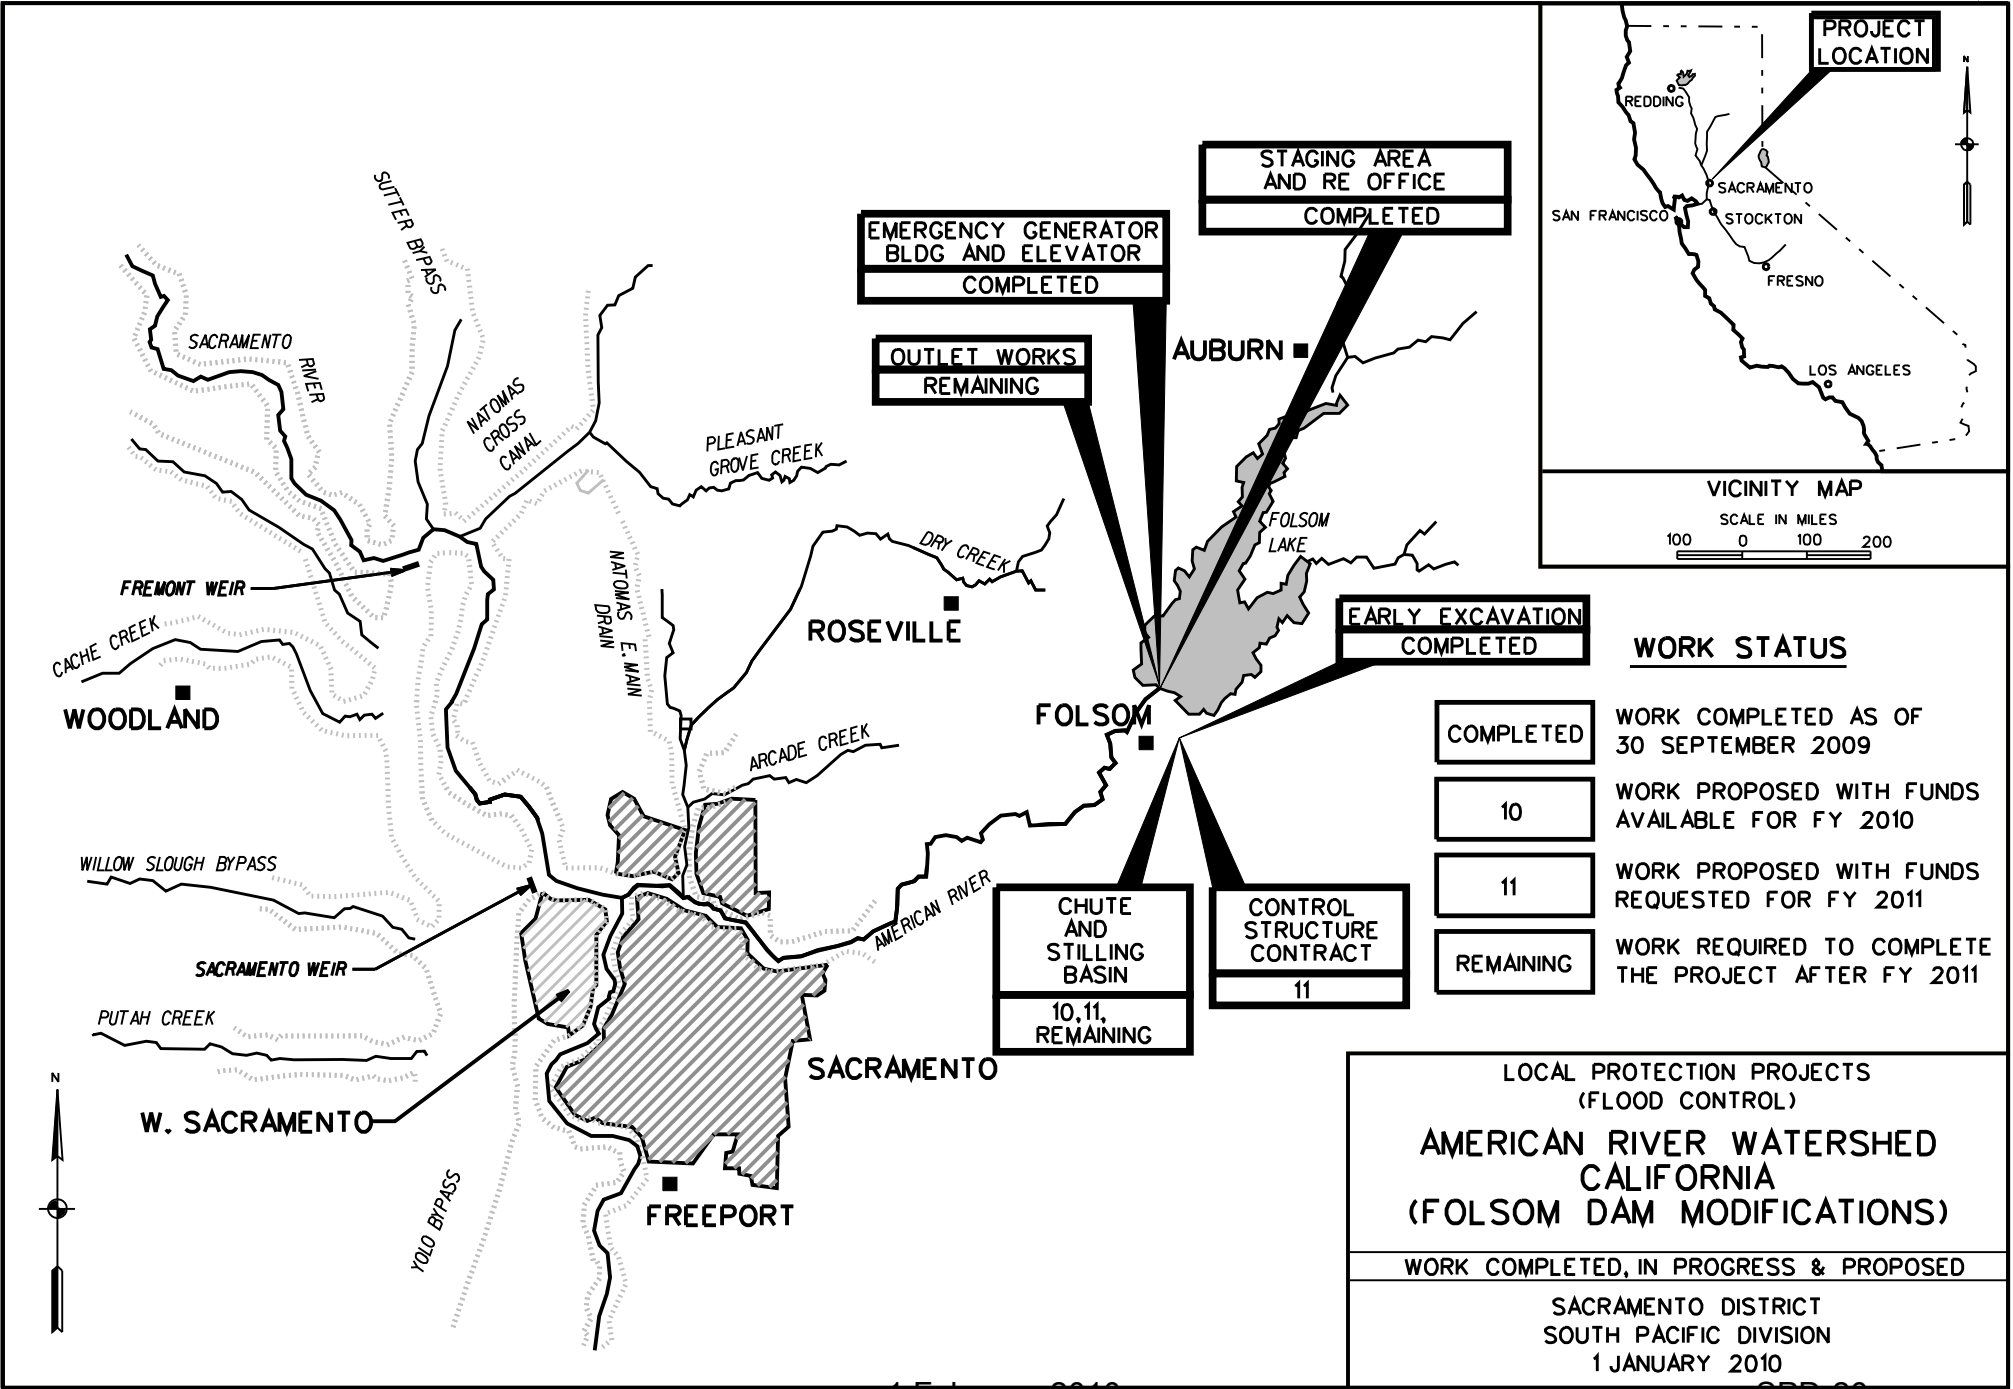 PROJECT
LOCATION
N
REDDING
SACRAMENTO
SAN FRANCISCO
STOCKTON
FRESNO
LOS ANGELES
VICINITY MAP
SCALE IN MILES
100 0 100 200
STAGING AREA
AND RE OFFICE
COMPLETED
EMERGENCY GENERATOR
BLDG AND ELEVATOR
COMPLETED
OUTLET WORKS
REMAINING
AUBURN
SUTTER BYPASS
SACRAMENTO
RIVER
NATOMAS
CROSS
CANAL
PLEASANT
GROVE CREEK
FOLSOM
LAKE
DRY CREEK
NATOMAS E. MAIN
DRAIN
FREMONT WEIR
ROSEVILLE
CACHE CREEK
WOODLAND
FOLSOM
ARCADE CREEK
EARLY EXCAVATION
COMPLETED
WORK STATUS
COMPLETED
WORK COMPLETED AS OF
30 SEPTEMBER 2009
10
WORK PROPOSED WITH FUNDS
AVAILABLE FOR FY 2010
11
WORK PROPOSED WITH FUNDS
REQUESTED FOR FY 2011
REMAINING
WORK REQUIRED TO COMPLETE
THE PROJECT AFTER FY 2011
WILLOW SLOUGH BYPASS
AMERICAN RIVER
CHUTE
AND
STILLING
BASIN
10,11,
REMAINING
CONTROL
STRUCTURE
CONTRACT
11
SACRAMENTO WEIR
PUTAH CREEK
SACRAMENTO
W. SACRAMENTO
N
YOLO BYPASS
FREEPORT
LOCAL PROTECTION PROJECTS
(FLOOD CONTROL)
AMERICAN RIVER WATERSHED
CALIFORNIA
(FOLSOM DAM MODIFICATIONS)
WORK COMPLETED, IN PROGRESS & PROPOSED
SACRAMENTO DISTRICT
SOUTH PACIFIC DIVISION
1 JANUARY 2010